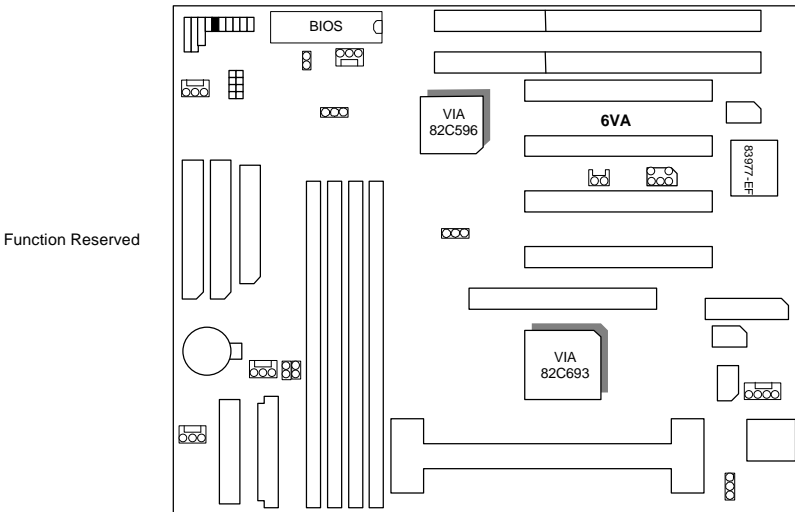 BIOS
VIA
82C596
6VA
83977-EF
Function Reserved
VIA
82C693